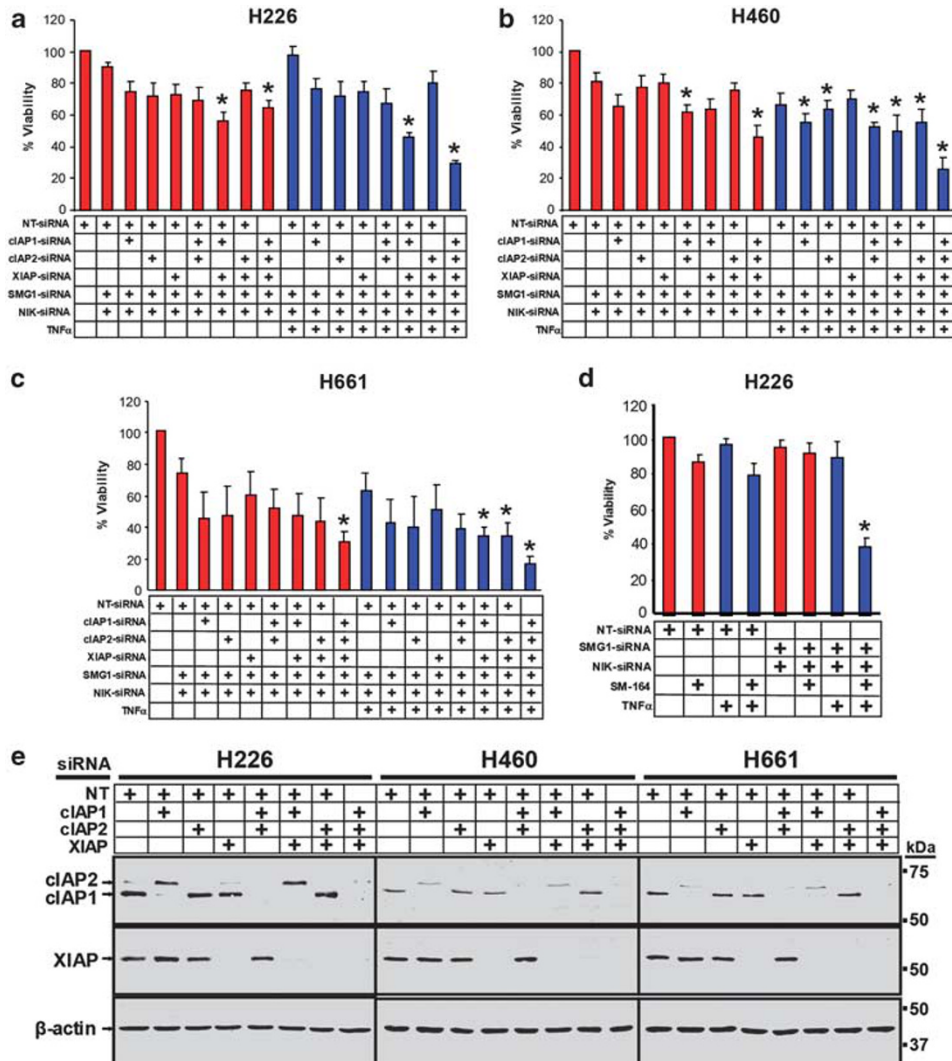 a
H226
% Viability
120
100
80
60
40
20
0
* * * *
NT-siRNA + + + + + + + + + + + + + + +
cIAP1-siRNA + + + + + + + +
cIAP2-siRNA + + + + + + + +
XIAP-siRNA + + + + + + + +
SMG1-siRNA + + + + + + + + + + + + + + + +
NIK-siRNA + + + + + + + + + + + + + + + +
TNFα + + + + + + + +
b
H460
% Viability
120
100
80
60
40
20
0
* * * * * * * *
NT-siRNA + + + + + + + + + + + + + + +
cIAP1-siRNA + + + + + + + +
cIAP2-siRNA + + + + + + + +
XIAP-siRNA + + + + + + + +
SMG1-siRNA + + + + + + + + + + + + + + + +
NIK-siRNA + + + + + + + + + + + + + + + +
TNFα + + + + + + + +
c
H661
% Viability
120
100
80
60
40
20
0
* * * *
NT-siRNA + + + + + + + + + + + + + + +
cIAP1-siRNA + + + + + + + +
cIAP2-siRNA + + + + + + + +
XIAP-siRNA + + + + + + + +
SMG1-siRNA + + + + + + + + + + + + + + + +
NIK-siRNA + + + + + + + + + + + + + + + +
TNFα + + + + + + + +
d
H226
% Viability
120
100
80
60
40
20
0
*
NT-siRNA + + + +
SMG1-siRNA + + + +
NIK-siRNA + + + +
SM-164 + + + +
TNFα + + + +
e
siRNA H226 H460 H661
NT + + + + + + + + + + + + + + + + + + + + +
cIAP1 + + + + + + + + + + + +
cIAP2 + + + + + + + + + + + +
XIAP + + + + + + + + + + + +
kDa
cIAP2
cIAP1
75
50
XIAP
50
β-actin
50
37